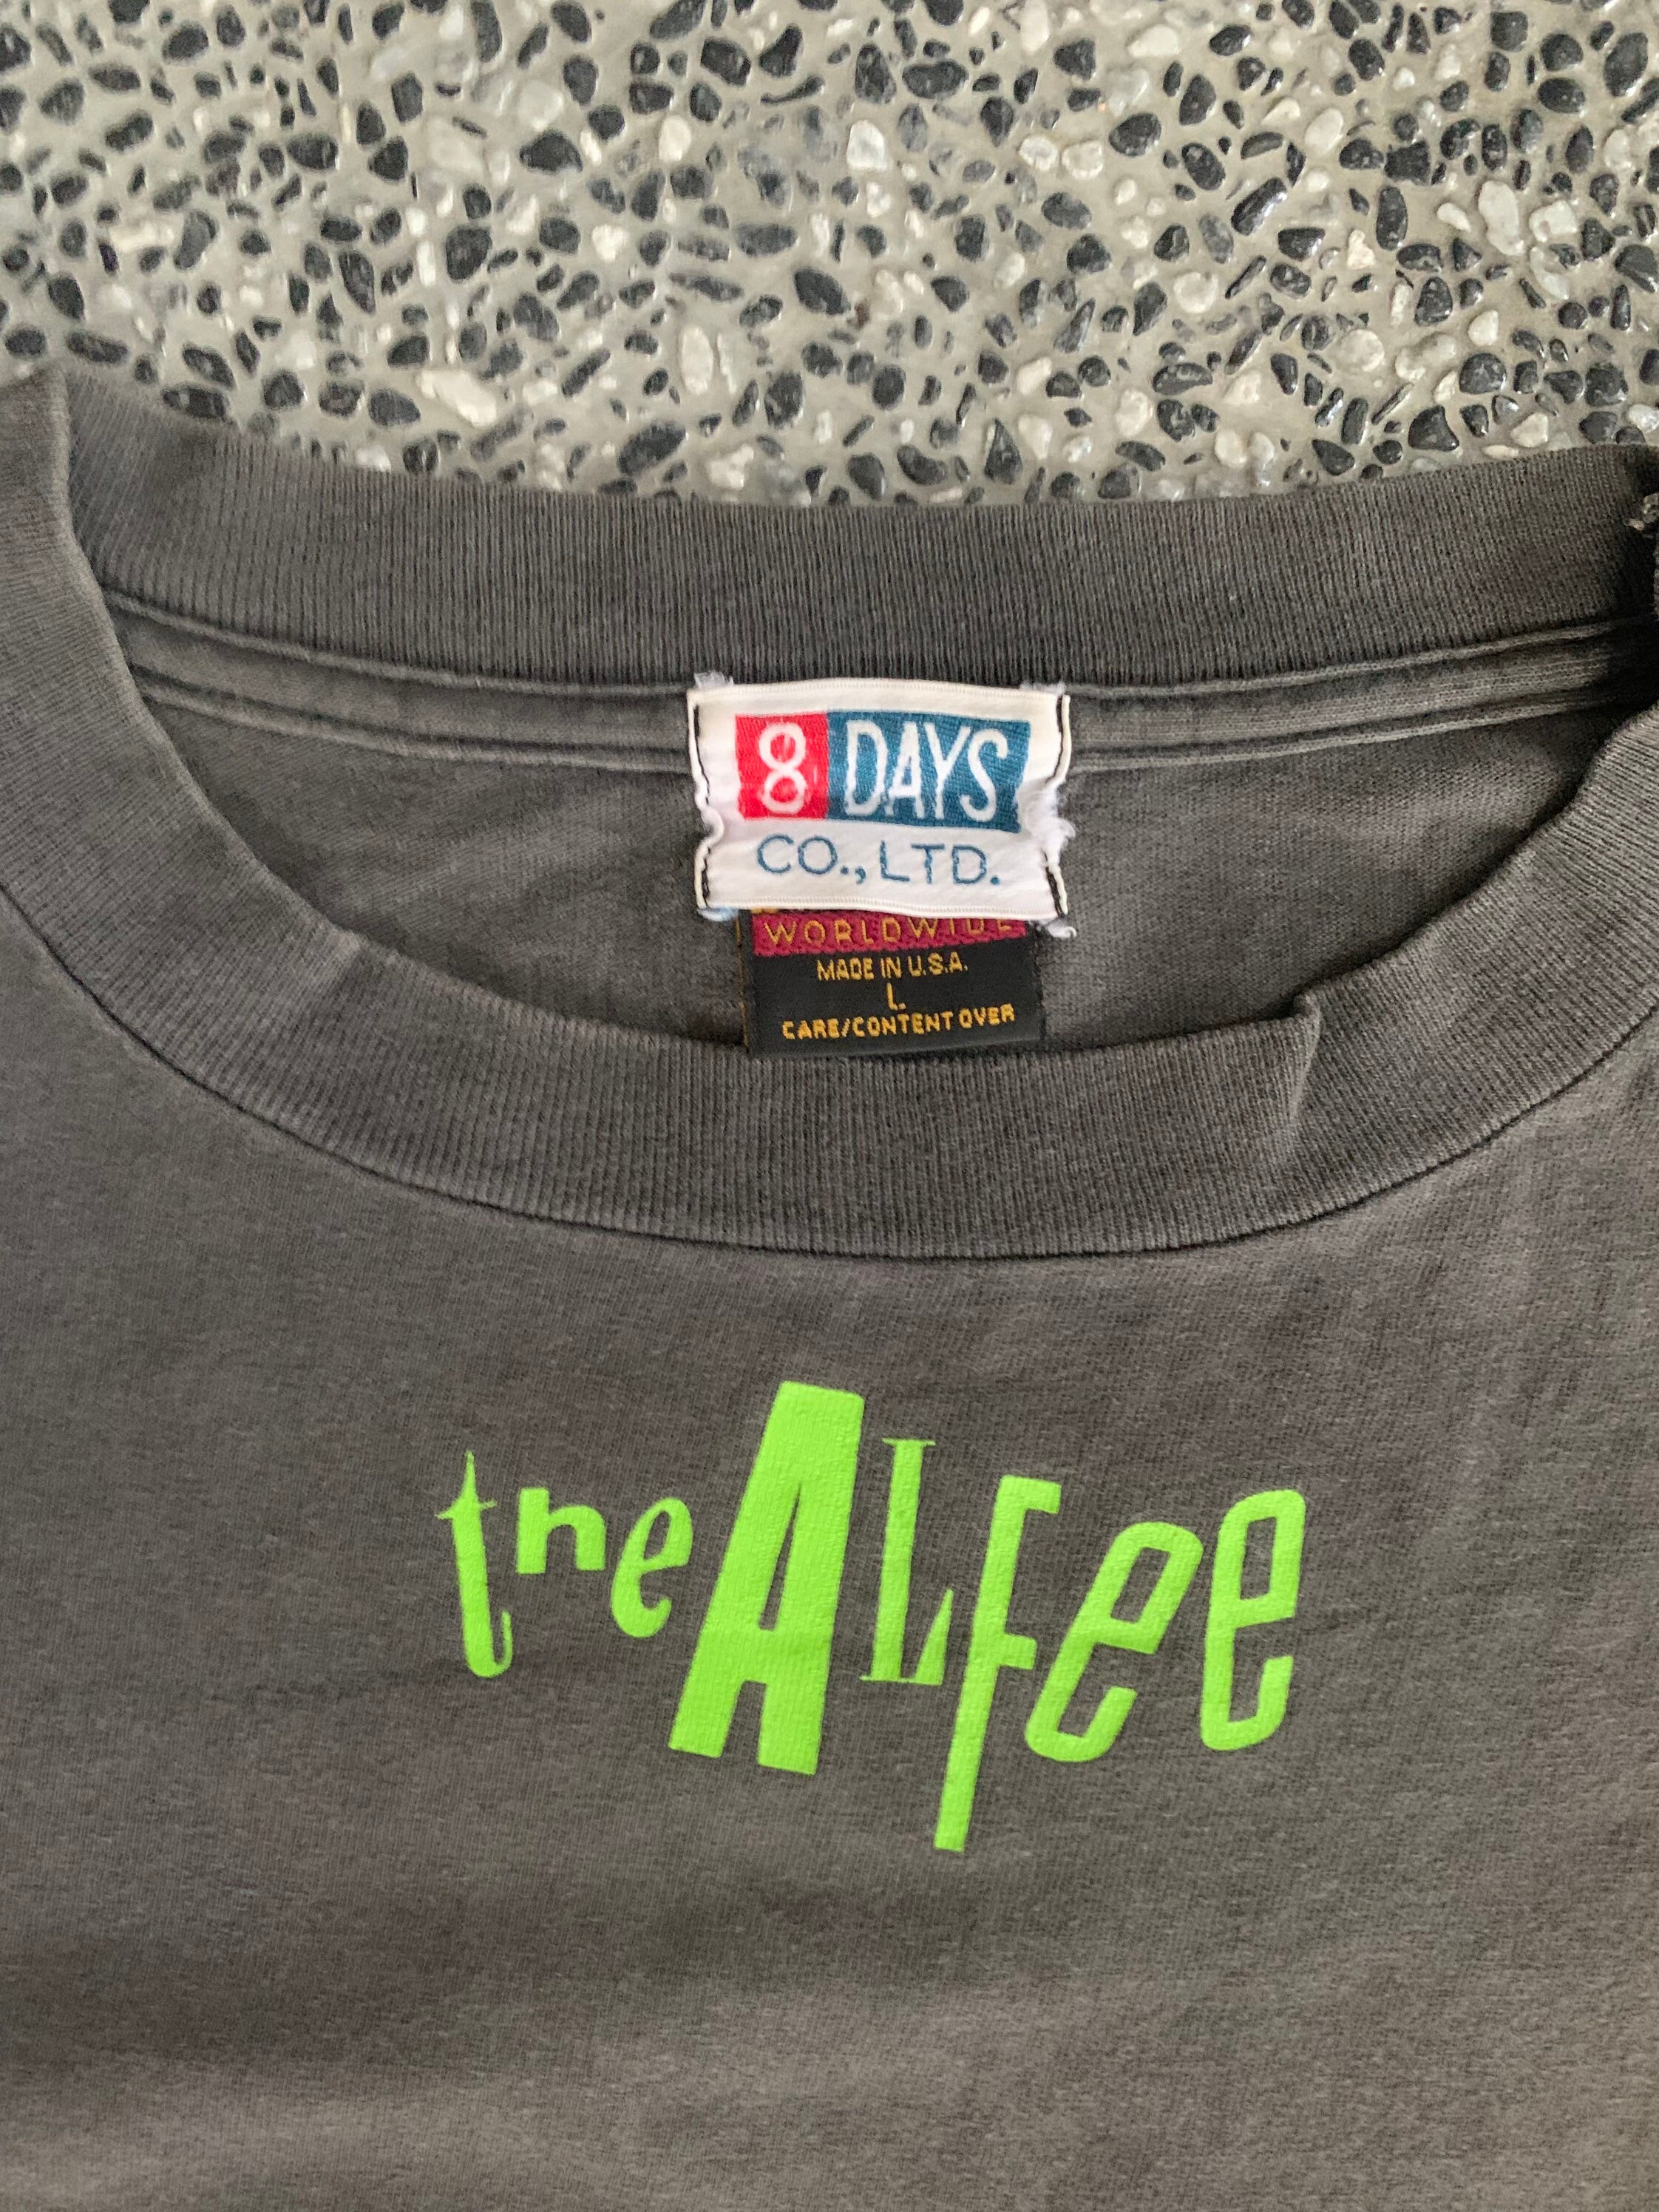 8 DAYS
CO., LTD.
WORLDWIDE
MADE IN U.S.A.
L.
CARE/CONTENT OVER
the ALFee